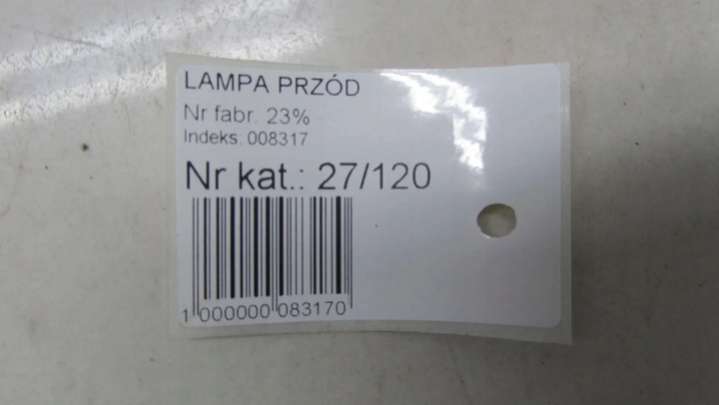 LAMPA PRZÓD
Nr fabr. 23%
Indeks: 008317
Nr kat.: 27/120
1 000000 083170